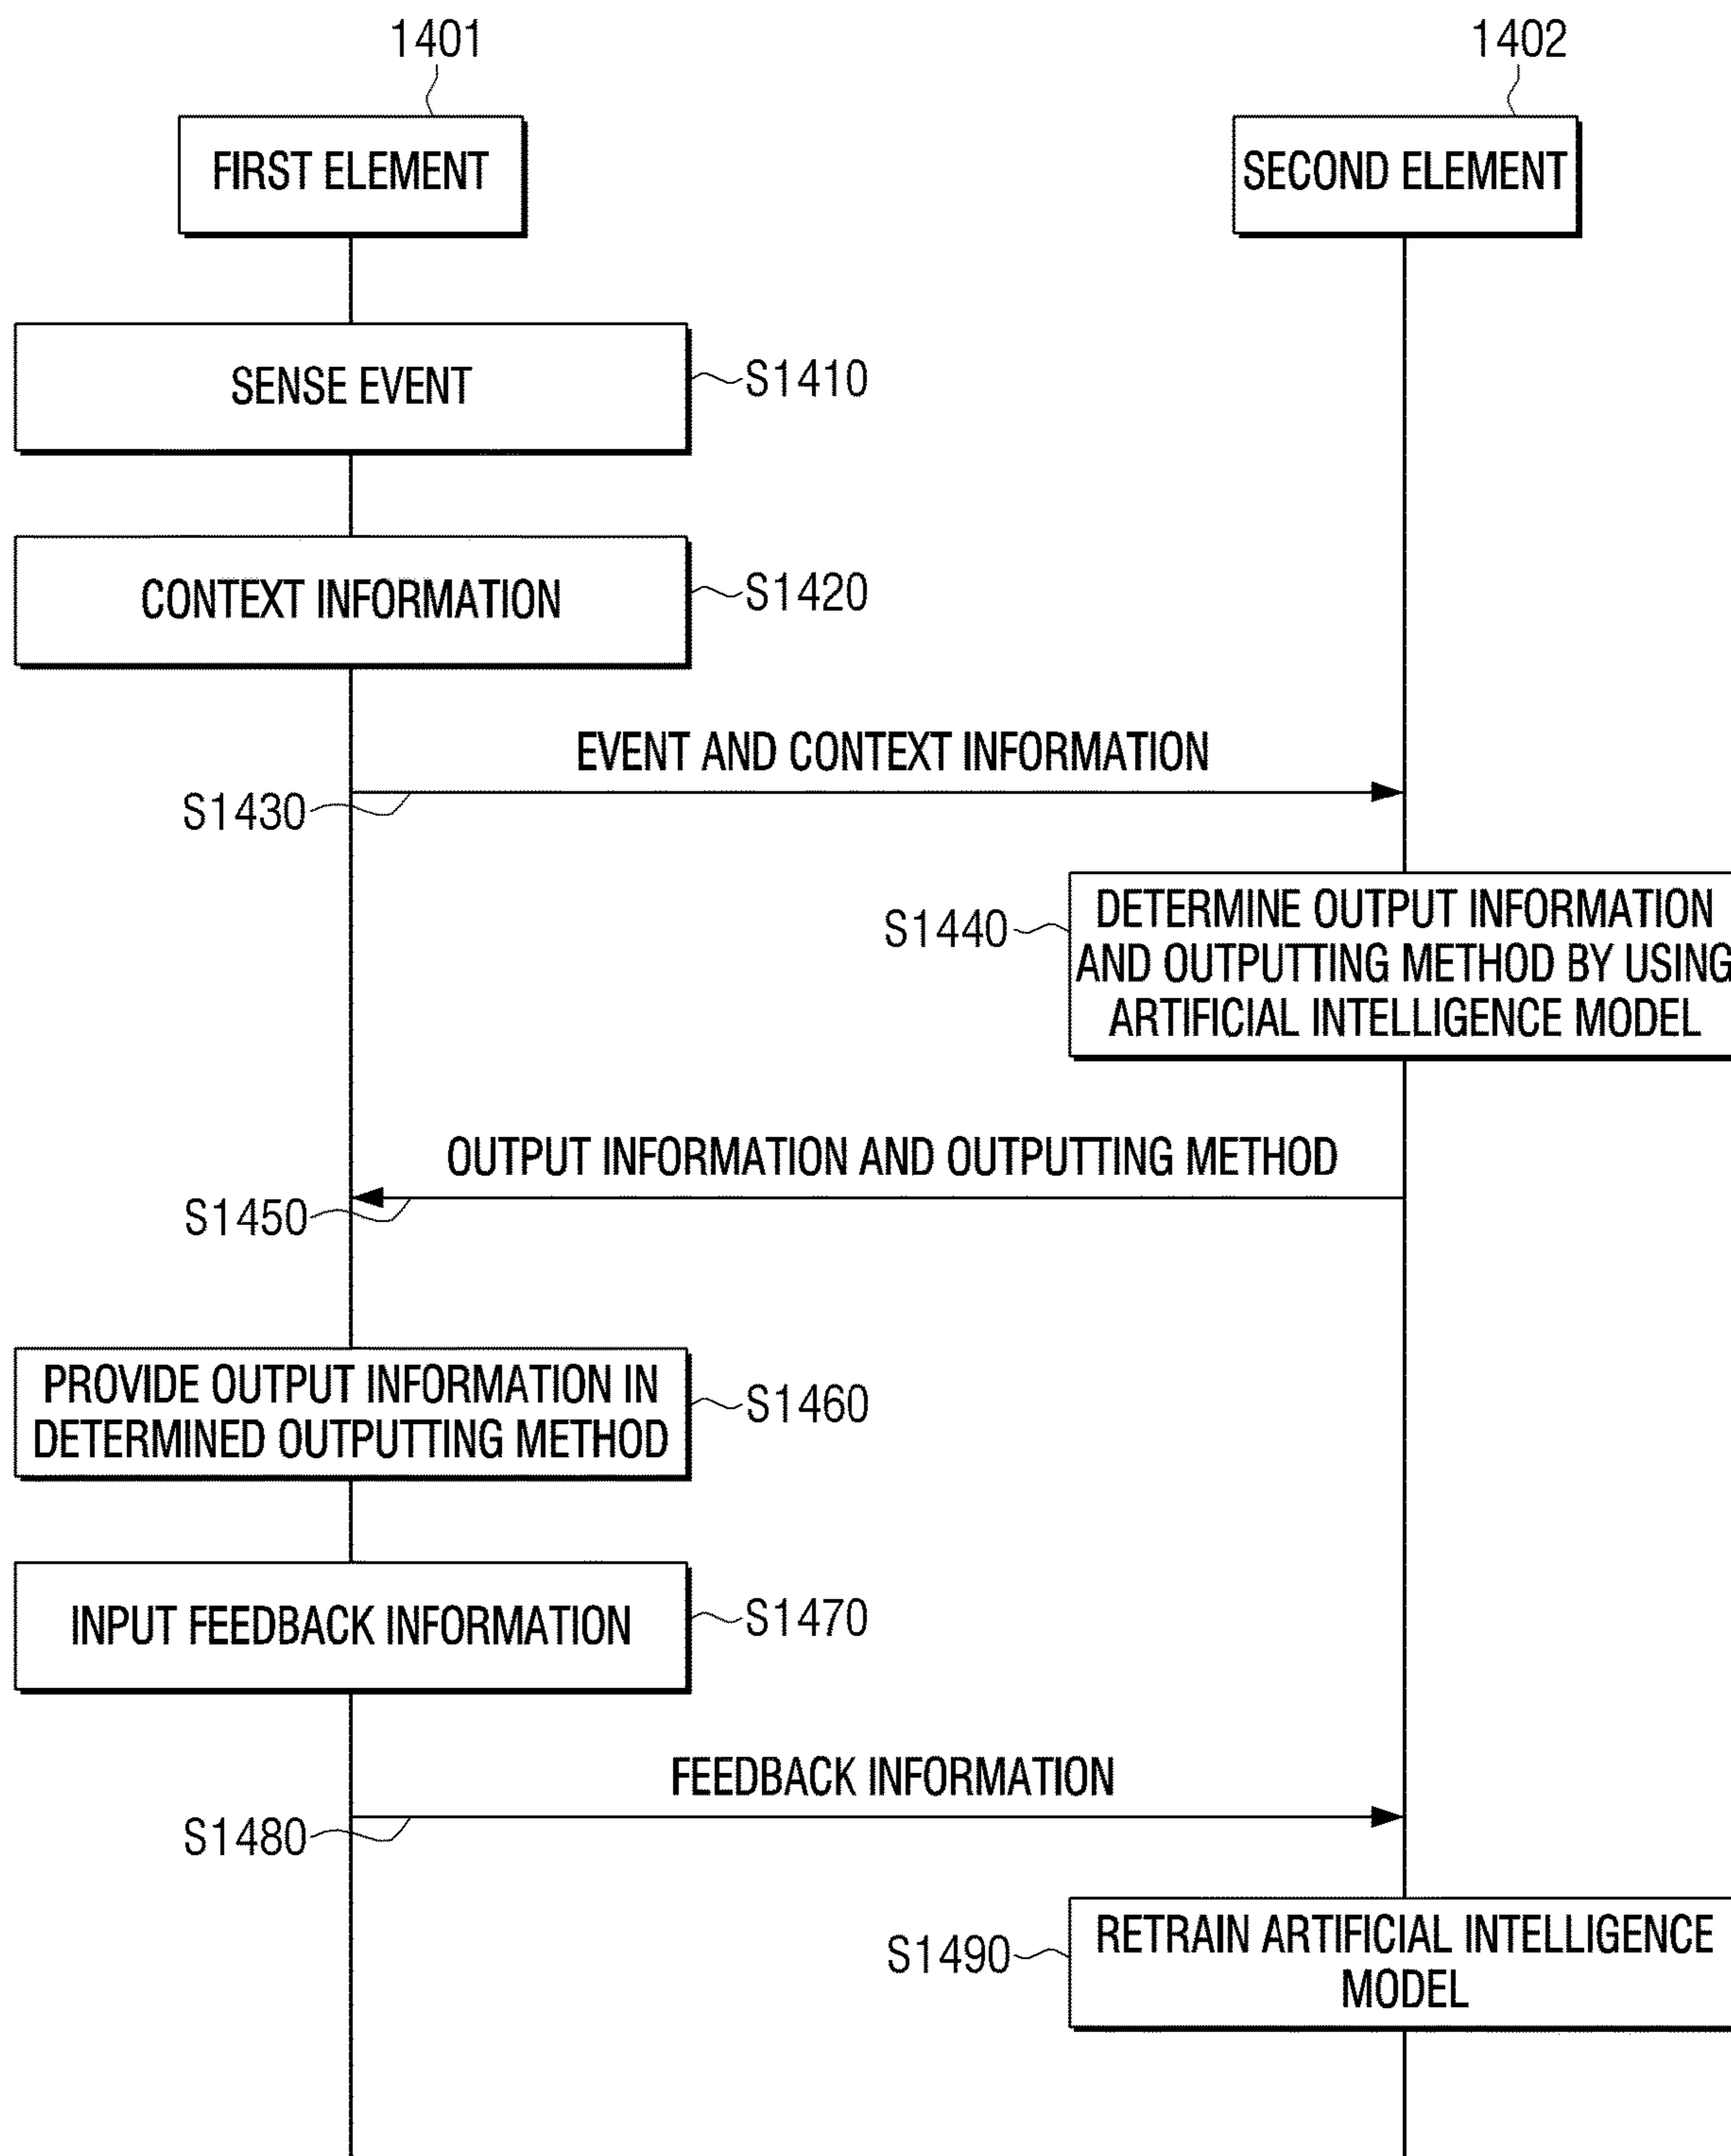 1401
1402
FIRST ELEMENT
SECOND ELEMENT
SENSE EVENT
S1410
CONTEXT INFORMATION
S1420
EVENT AND CONTEXT INFORMATION
S1430
S1440
DETERMINE OUTPUT INFORMATION
AND OUTPUTTING METHOD BY USING
ARTIFICIAL INTELLIGENCE MODEL
OUTPUT INFORMATION AND OUTPUTTING METHOD
S1450
PROVIDE OUTPUT INFORMATION IN
DETERMINED OUTPUTTING METHOD
S1460
INPUT FEEDBACK INFORMATION
S1470
FEEDBACK INFORMATION
S1480
S1490
RETRAIN ARTIFICIAL INTELLIGENCE
MODEL